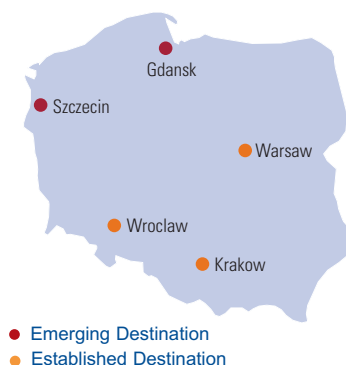 Gdansk
Szczecin
Warsaw
Wroclaw
Krakow
Emerging Destination
Established Destination